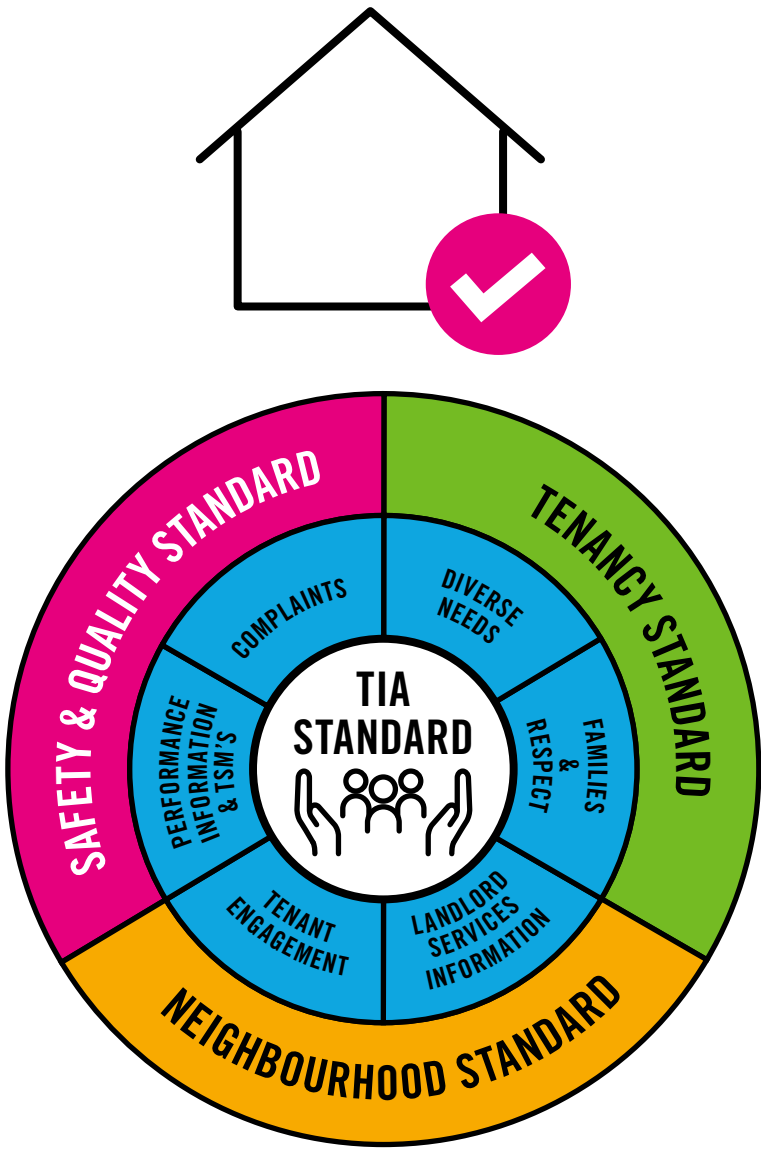 SAFETY & QUALITY STANDARD
TENANCY STANDARD
COMPLAINTS
DIVERSE
NEEDS
PERFORMANCE
INFORMATION
& TSM'S
TIA
STANDARD
FAMILIES
&
RESPECT
TENANT
ENGAGEMENT
LANDLORD
SERVICES
INFORMATION
NEIGHBOURHOOD STANDARD